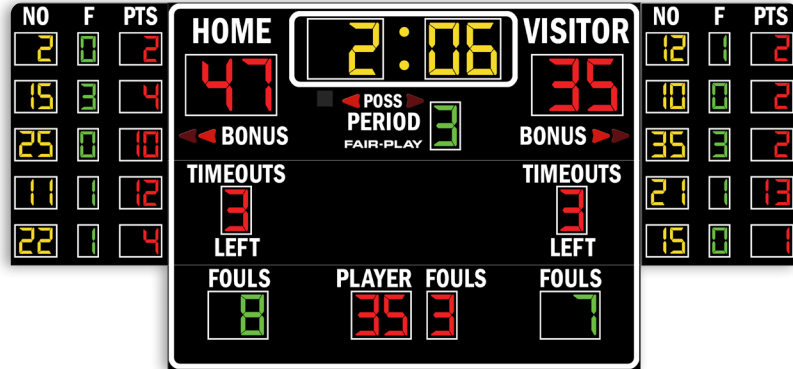 NO F PTS
2 0 2
15 3 4
25 0 10
11 1 12
22 1 4
HOME 2:06 VISITOR
47 35
POSS
PERIOD 3
FAIR-PLAY
BONUS BONUS
TIMEOUTS TIMEOUTS
3 3
LEFT LEFT
FOULS PLAYER FOULS FOULS
8 35 3 7
NO F PTS
12 1 2
10 0 2
35 3 2
21 1 13
15 0 1